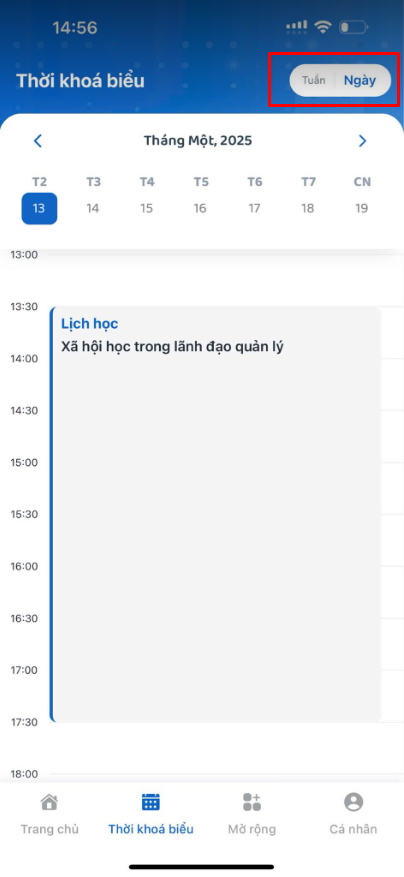 14:56
Thời khoá biểu
Tuần Ngày
Tháng Một, 2025
T2 T3 T4 T5 T6 T7 CN
13 14 15 16 17 18 19
13:00
13:30
Lịch học
Xã hội học trong lãnh đạo quản lý
14:00
14:30
15:00
15:30
16:00
16:30
17:00
17:30
18:00
Trang chủ Thời khoá biểu Mở rộng Cá nhân